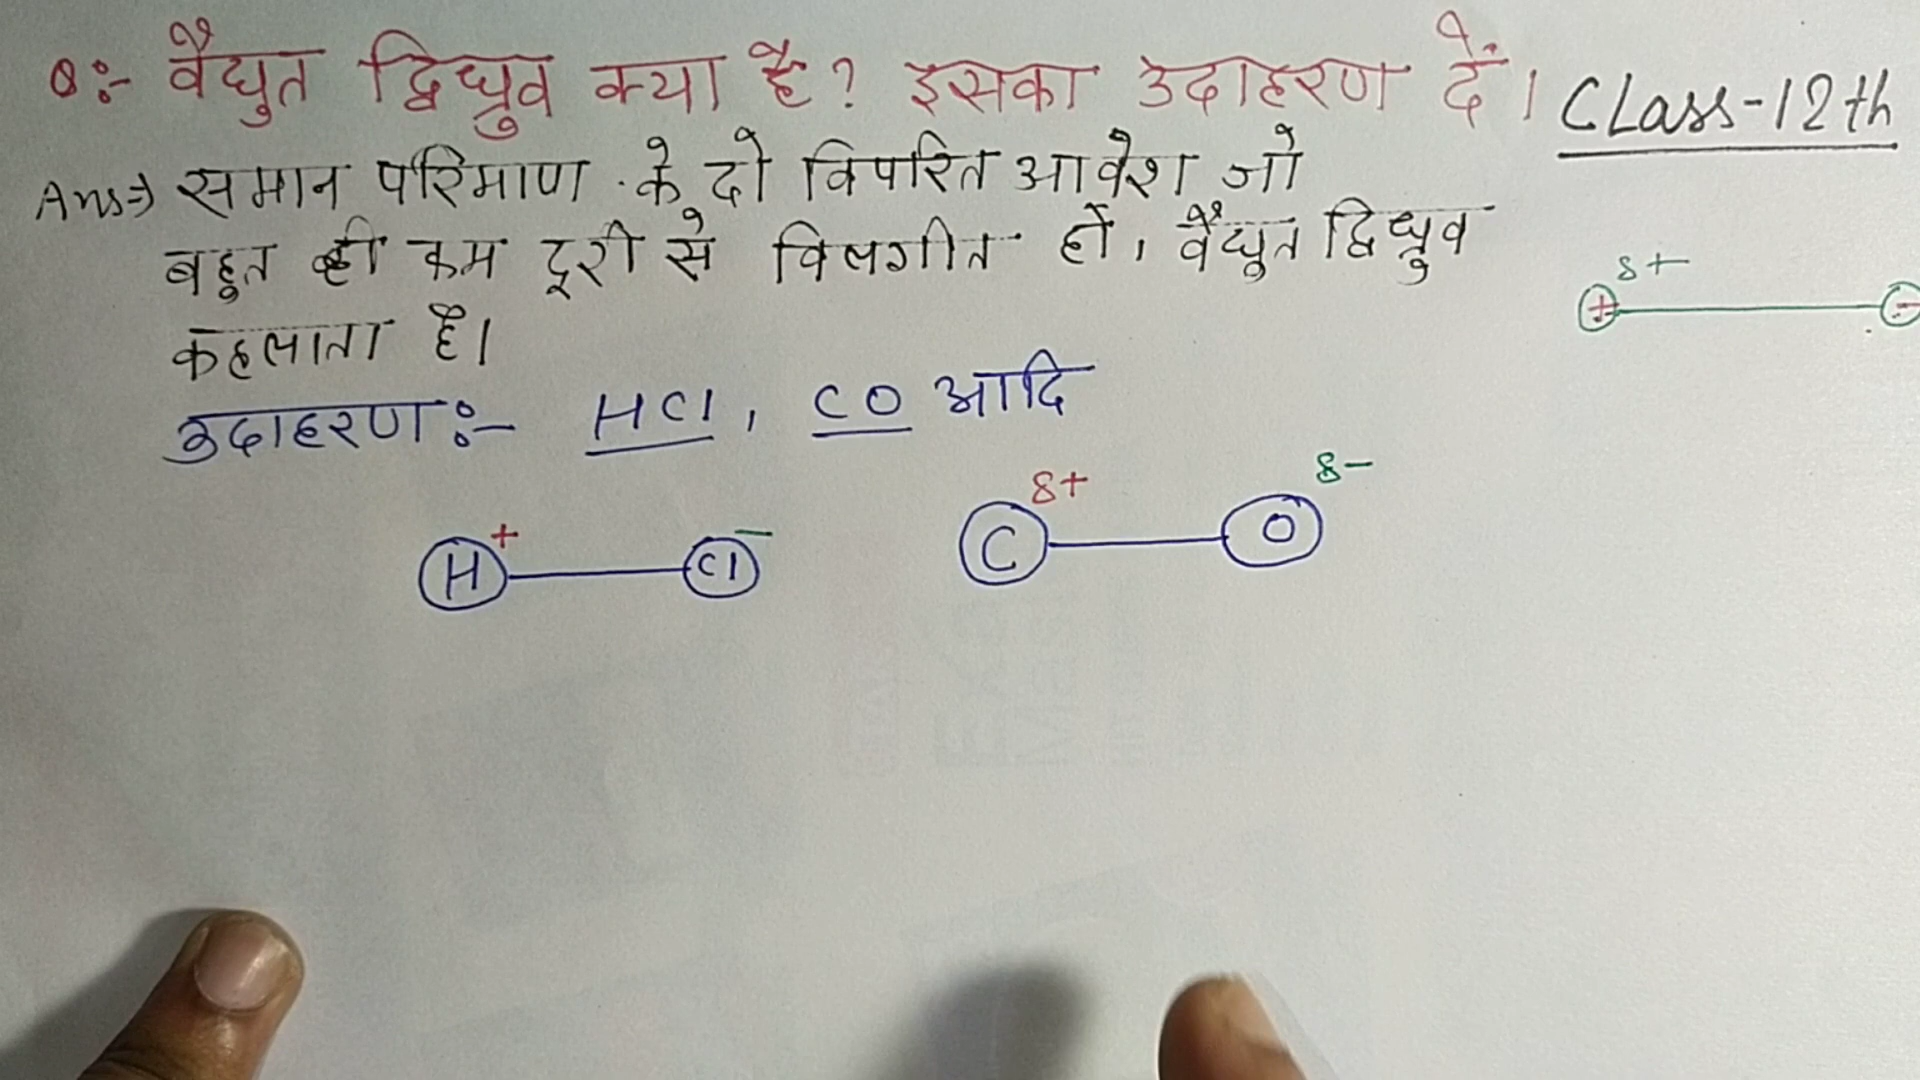 Q:- वैद्युत द्विध्रुव क्या है? इसका उदाहरण दें।
CLass-12th
Ans→ समान परिमाण के दो विपरित आवेश जो
बहुत ही कम दूरी से विलगीत हों, वैद्युत द्विध्रुव
कहलाता है।
δ+
+ -
उदाहरण:- HCl, CO आदि
H + Cl -
C δ+ O δ-